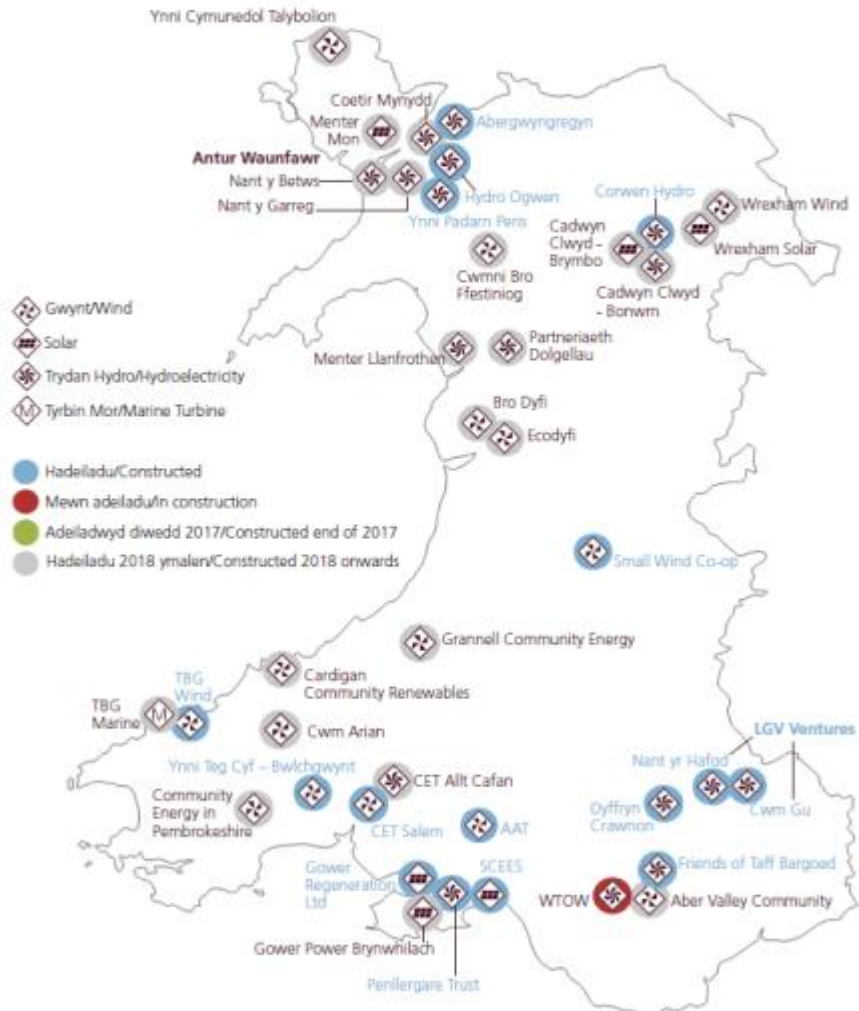 Ynni Cymunedol Talybolion
Coetir Mynydd
Menter
Mon
Abergwyngregyn
Antur Waunfawr
Nant y Betws
Nant y Garreg
Hydro Ogwen
Ynni Padarn Peris
Corwen Hydro
Wrexham Wind
Cadwyn
Clwyd -
Brymbo
Wrexham Solar
Cwmni Bro
Ffestiniog
Cadwyn Clwyd
- Bonwm
Gwynt/Wind
Solar
Trydan Hydro/Hydroelectricity
Tyrbin Mor/Marine Turbine
M
Menter Llanfrothen
Partneriaeth
Dolgellau
Bro Dyfi
Ecodyfi
Hadeiladu/Constructed
Mewn adeiladu/In construction
Adeiladwyd diwedd 2017/Constructed end of 2017
Hadeiladu 2018 ymalen/Constructed 2018 onwards
Small Wind Co-op
Grannell Community Energy
Cardigan
Community Renewables
TBG
Wind
TBG
Marine
M
Cwm Arian
LGV Ventures
Nant yr Hafod
Ynni Teg Cyf – Bwlchgwynt
CET Allt Cafan
Community
Energy in
Pembrokeshire
CET Salem
AAT
Dyffryn
Crawnon
Cwm Gu
Gower
Regeneration
Ltd
SCEES
Friends of Taff Bargoed
WTOW
Aber Valley Community
Gower Power Brynwhilach
Penllergare Trust